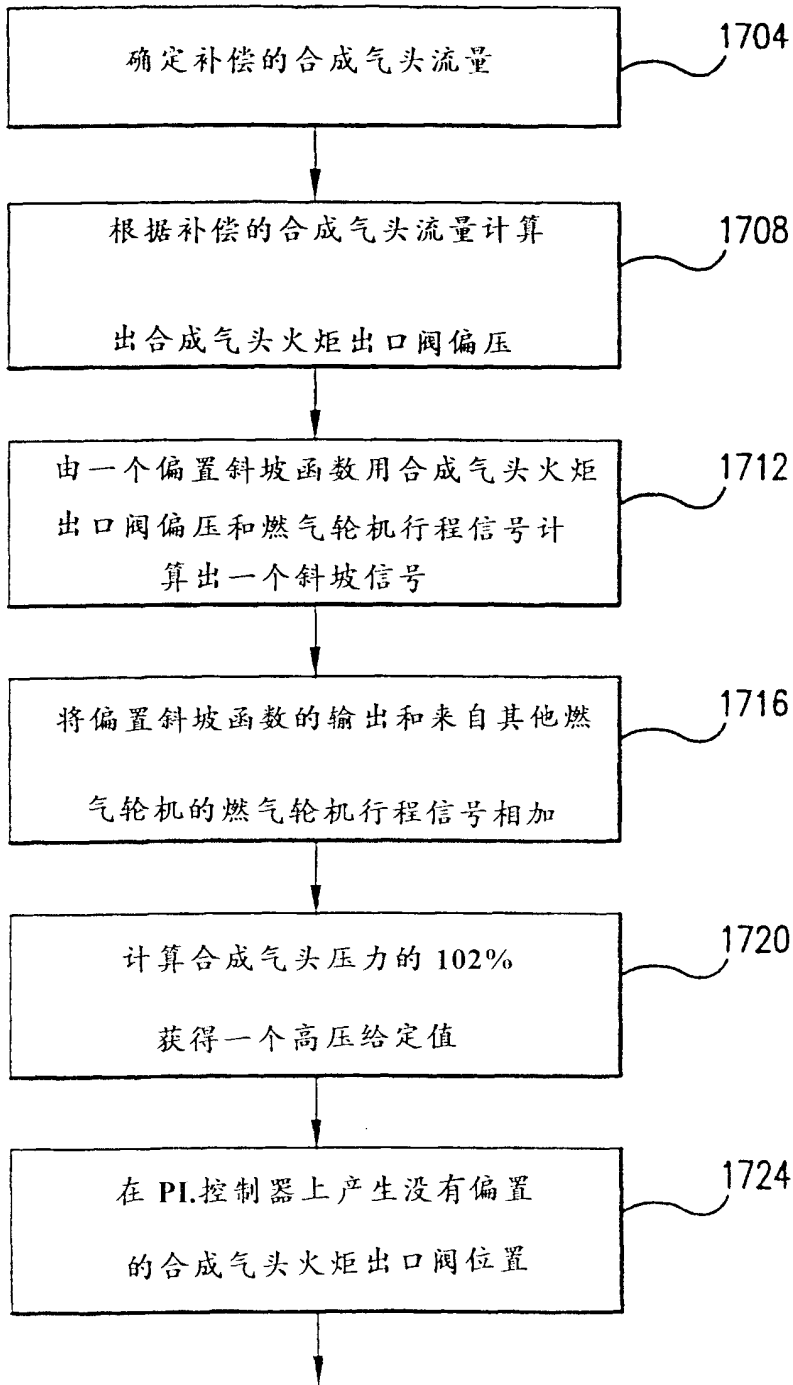 确定补偿的合成气头流量
1704
根据补偿的合成气头流量计算
出合成气头火炬出口阀偏压
1708
由一个偏置斜坡函数用合成气头火炬
出口阀偏压和燃气轮机行程信号计
算出一个斜坡信号
1712
将偏置斜坡函数的输出和来自其他燃
气轮机的燃气轮机行程信号相加
1716
计算合成气头压力的 102%
获得一个高压给定值
1720
在 PI.控制器上产生没有偏置
的合成气头火炬出口阀位置
1724